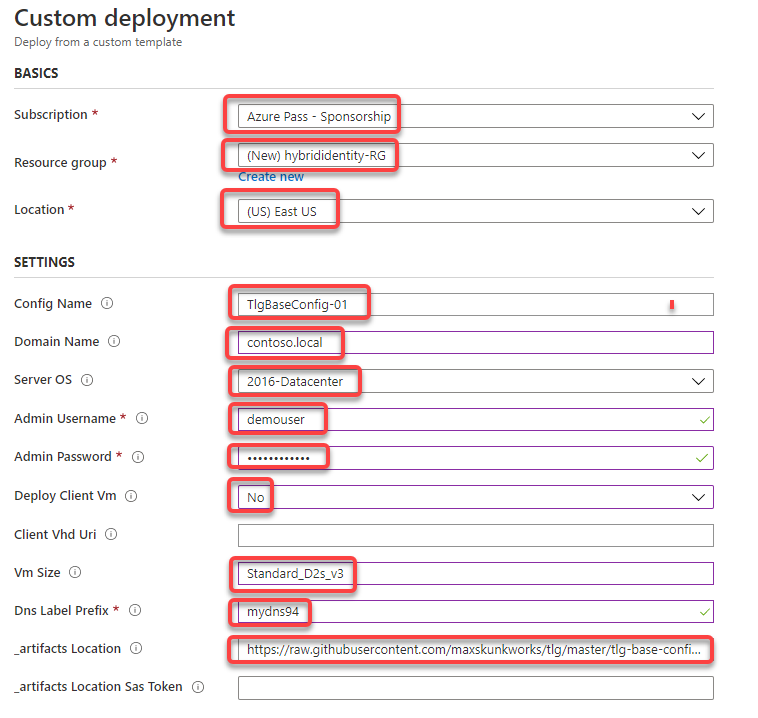 Custom deployment
Deploy from a custom template
BASICS
Subscription * Azure Pass - Sponsorship
Resource group * (New) hybrididentity-RG
Create new
Location * (US) East US
SETTINGS
Config Name TlgBaseConfig-01
Domain Name contoso.local
Server OS 2016-Datacenter
Admin Username * demouser
Admin Password * ••••••••••••
Deploy Client Vm No
Client Vhd Uri
Vm Size Standard_D2s_v3
Dns Label Prefix * mydns94
_artifacts Location https://raw.githubusercontent.com/maxskunkworks/tlg/master/tlg-base-confi...
_artifacts Location Sas Token